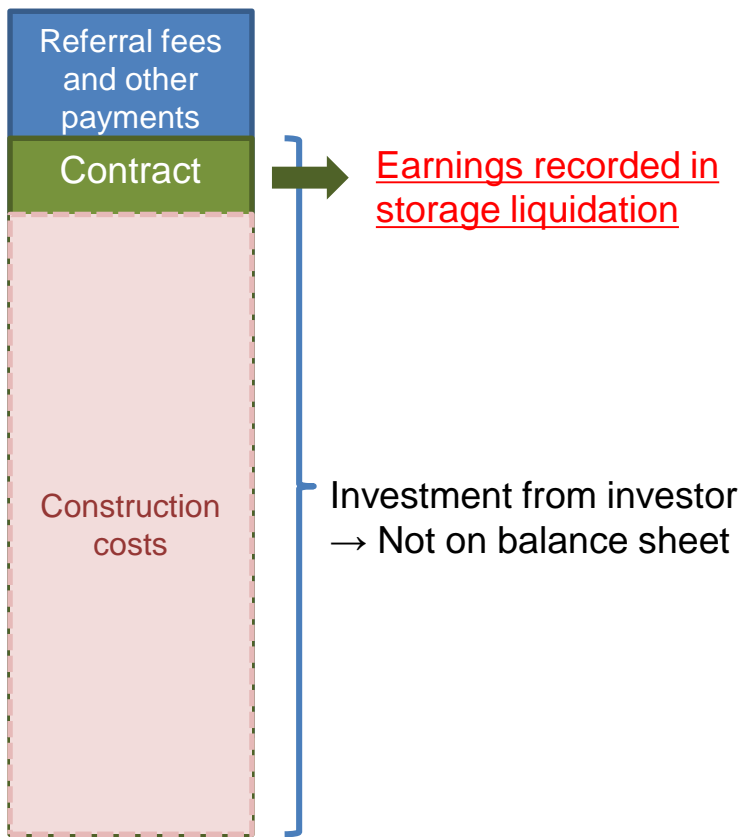 Referral fees
and other
payments
Contract
Earnings recorded in
storage liquidation
Construction
costs
Investment from investor
→ Not on balance sheet